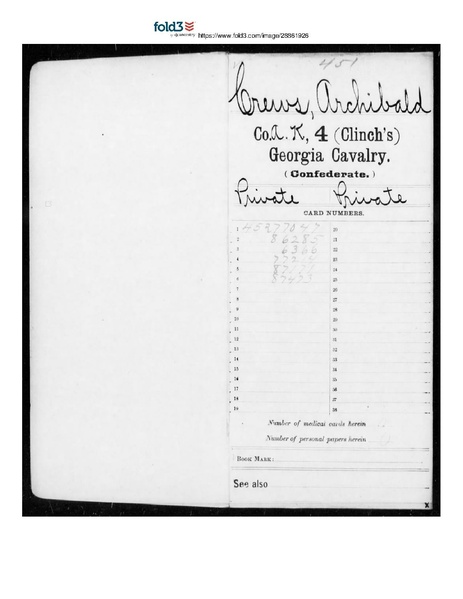 fold3
https://www.fold3.com/image/28881926
451
Crews, Archibald
Co. A. K, 4 (Clinch's)
Georgia Cavalry.
(Confederate.)
Private Private
CARD NUMBERS.
1 20
2 86285 21
3 6366 22
4 23
5 24
6 25
7 26
8 27
9 28
10 29
11 30
12 31
13 32
14 33
15 34
16 35
17 36
18 37
19 38
Number of medical cards herein
Number of personal papers herein
BOOK MARK:
See also
X